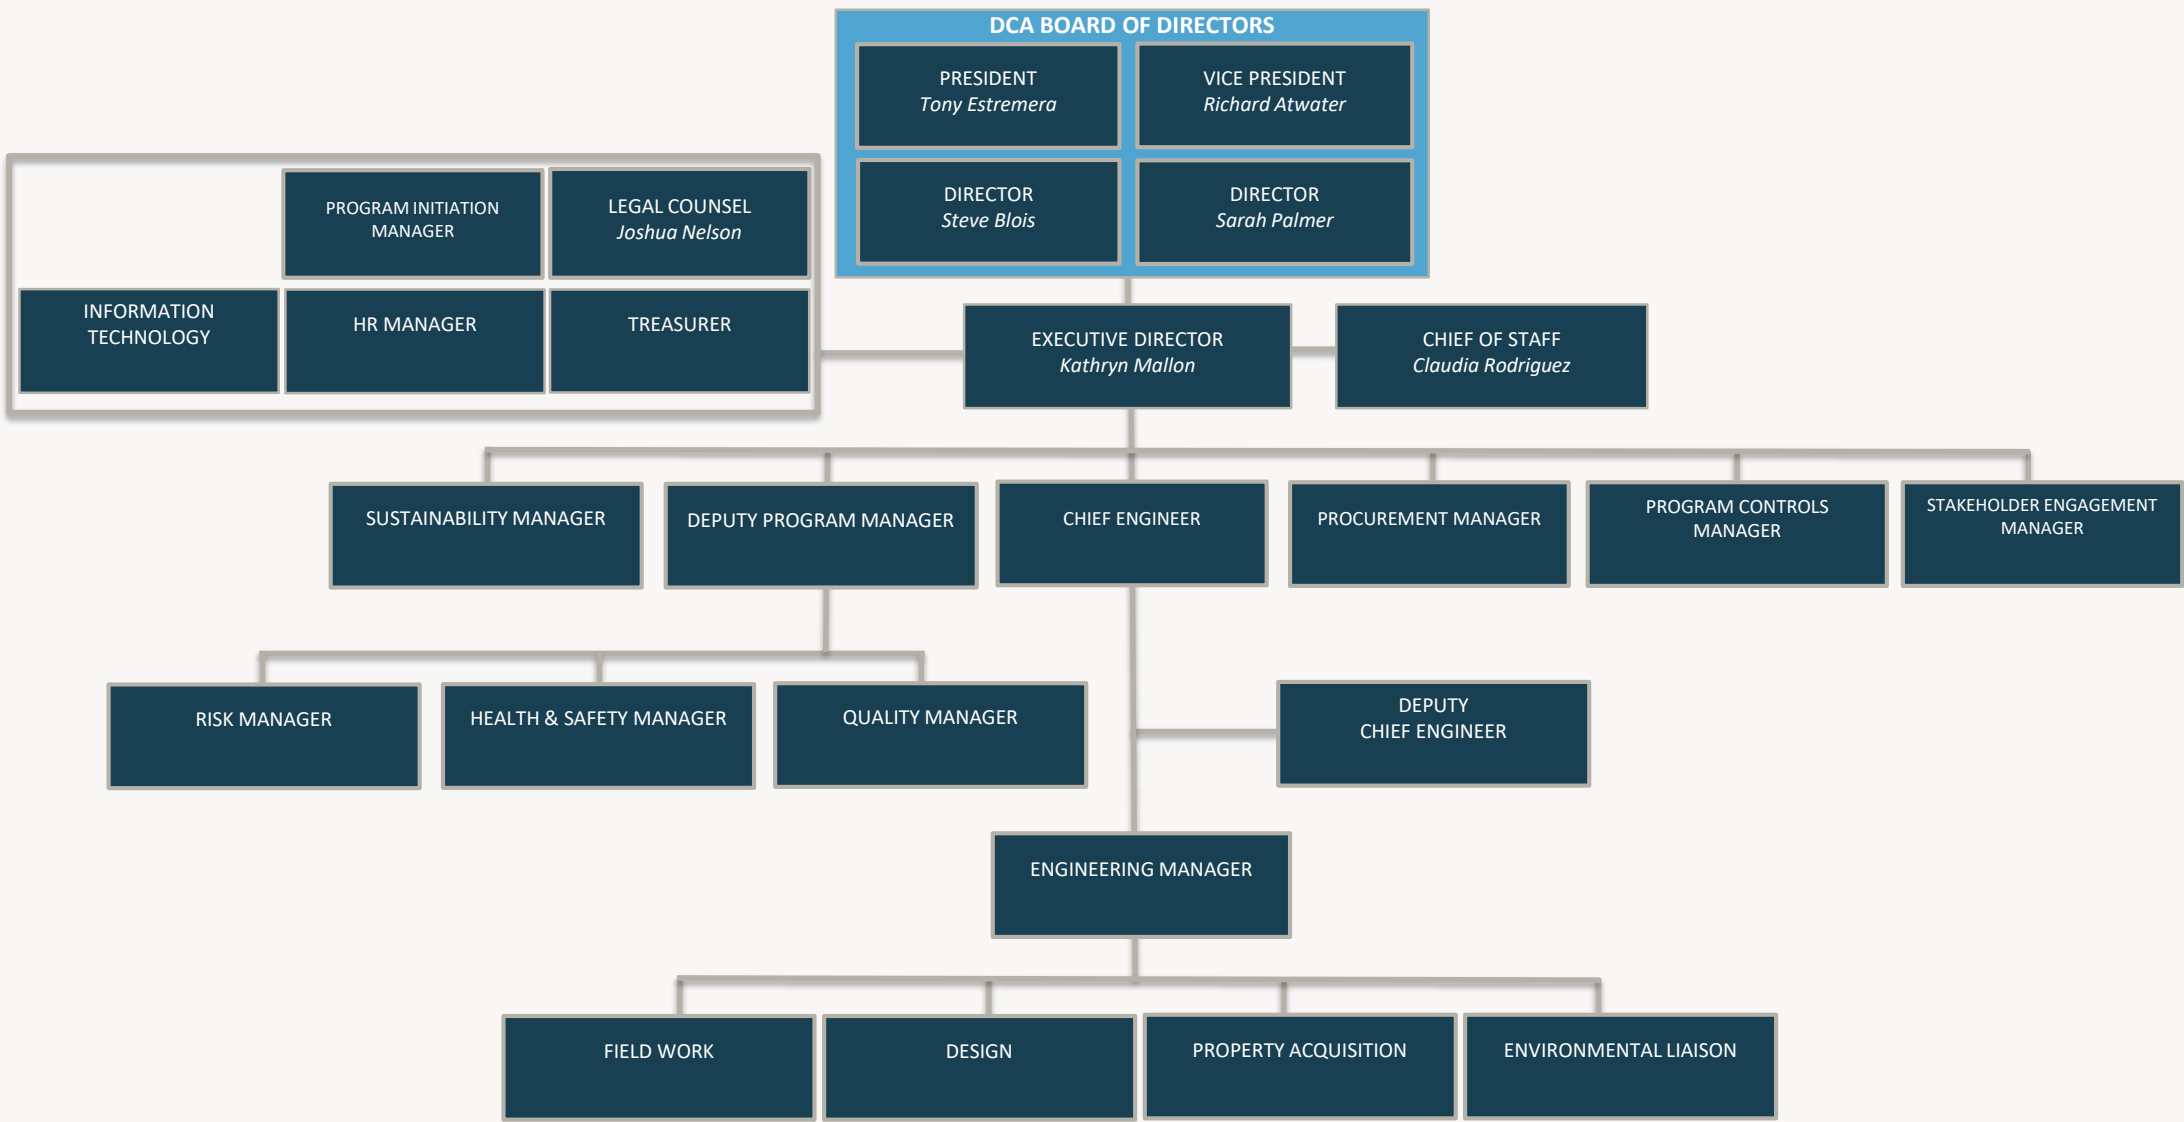 DCA BOARD OF DIRECTORS
PRESIDENT
Tony Estremera
VICE PRESIDENT
Richard Atwater
DIRECTOR
Steve Blois
DIRECTOR
Sarah Palmer
PROGRAM INITIATION
MANAGER
LEGAL COUNSEL
Joshua Nelson
INFORMATION
TECHNOLOGY
HR MANAGER
TREASURER
EXECUTIVE DIRECTOR
Kathryn Mallon
CHIEF OF STAFF
Claudia Rodriguez
SUSTAINABILITY MANAGER
DEPUTY PROGRAM MANAGER
CHIEF ENGINEER
PROCUREMENT MANAGER
PROGRAM CONTROLS
MANAGER
STAKEHOLDER ENGAGEMENT
MANAGER
RISK MANAGER
HEALTH & SAFETY MANAGER
QUALITY MANAGER
DEPUTY
CHIEF ENGINEER
ENGINEERING MANAGER
FIELD WORK
DESIGN
PROPERTY ACQUISITION
ENVIRONMENTAL LIAISON